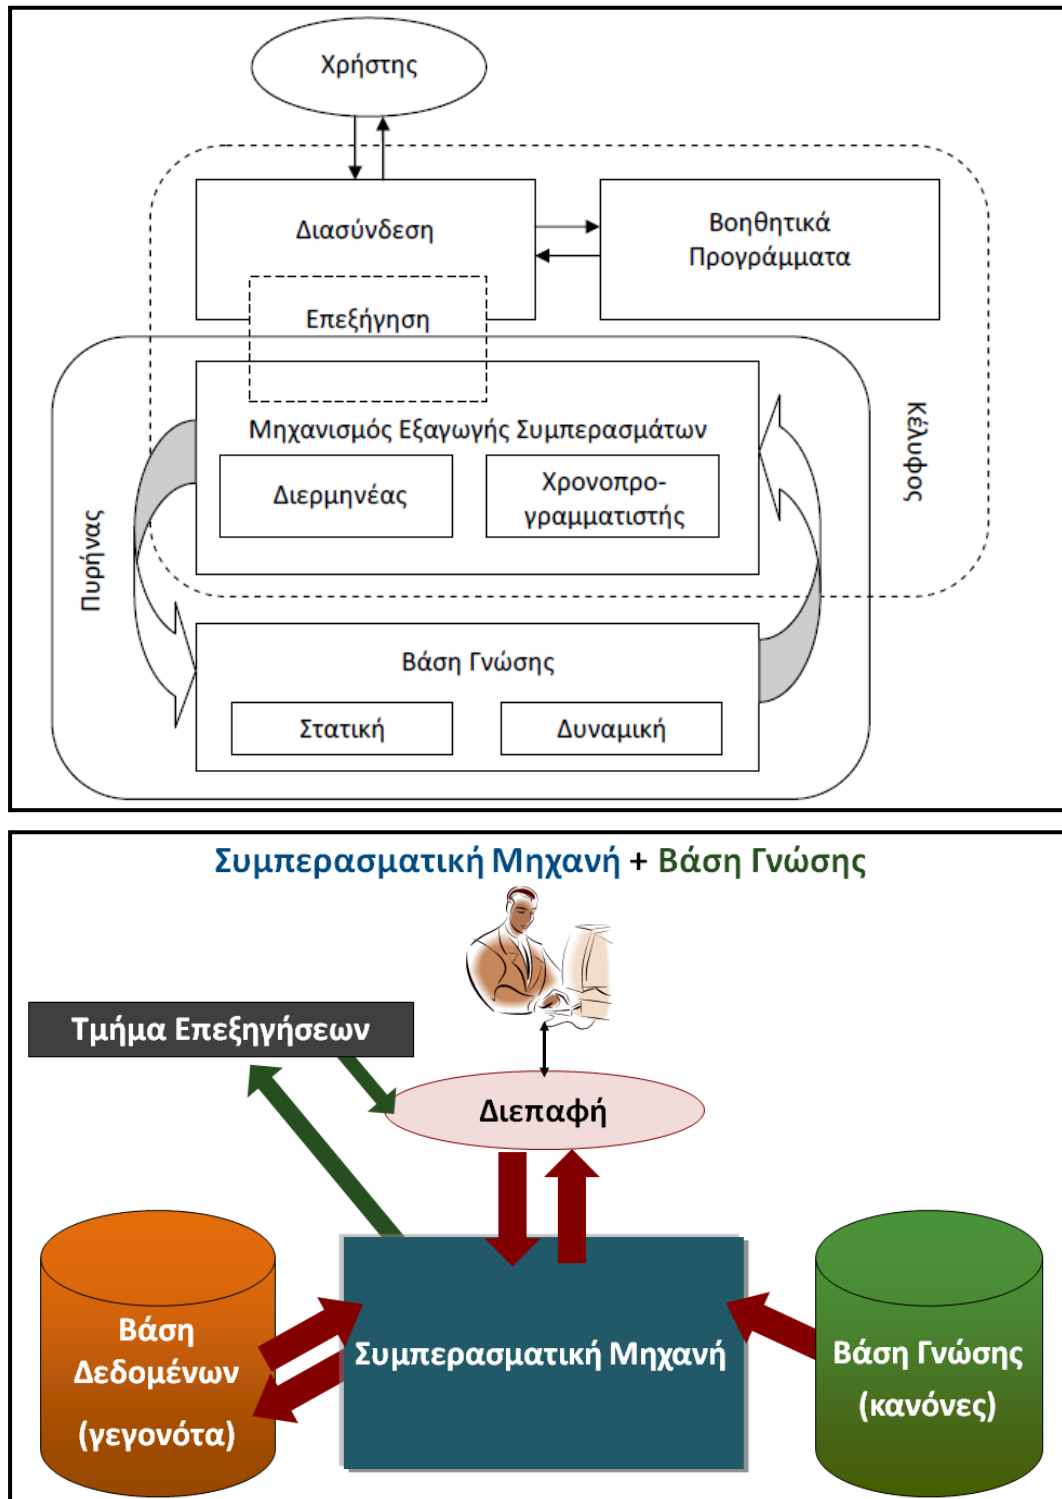 Χρήστης
Διασύνδεση
Βοηθητικά
Προγράμματα
Επεξήγηση
Μηχανισμός Εξαγωγής Συμπερασμάτων
Διερμηνέας
Χρονοπρο-
γραμματιστής
Κέλυφος
Πυρήνας
Βάση Γνώσης
Στατική
Δυναμική
Συμπερασματική Μηχανή + Βάση Γνώσης
Τμήμα Επεξηγήσεων
Διεπαφή
Βάση
Δεδομένων
(γεγονότα)
Συμπερασματική Μηχανή
Βάση Γνώσης
(κανόνες)